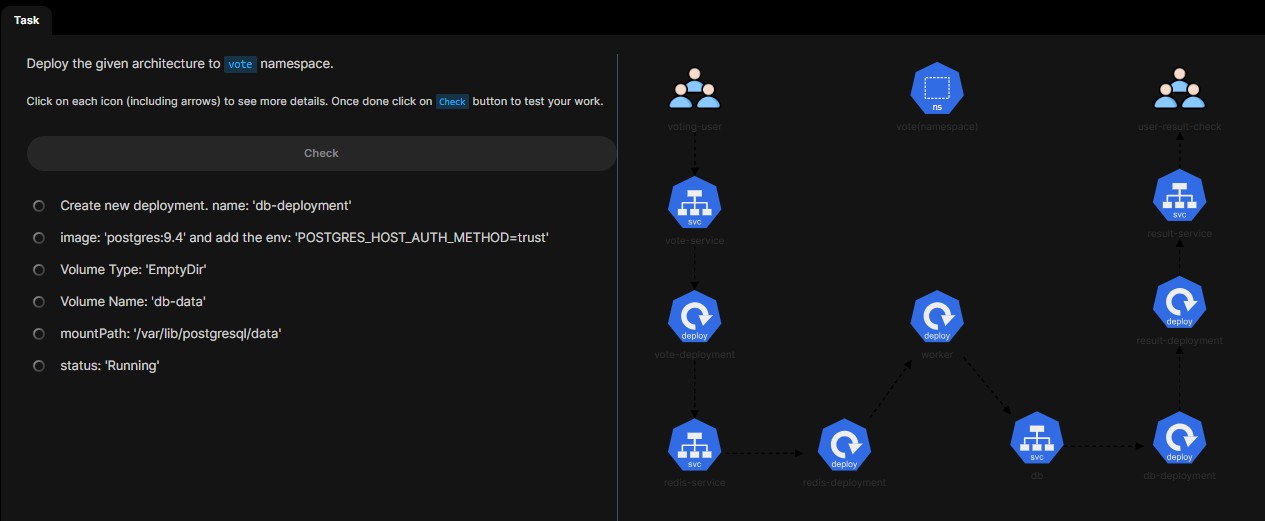 Task
Deploy the given architecture to vote namespace.
Click on each icon (including arrows) to see more details. Once done click on Check button to test your work.
Check
Create new deployment. name: 'db-deployment'
image: 'postgres:9.4' and add the env: 'POSTGRES_HOST_AUTH_METHOD=trust'
Volume Type: 'EmptyDir'
Volume Name: 'db-data'
mountPath: '/var/lib/postgresql/data'
status: 'Running'
ns
voting-user
vote(namespace)
user-result-check
svc
svc
vote-service
result-service
deploy
deploy
deploy
vote-deployment
worker
result-deployment
svc
deploy
svc
deploy
redis-service
redis-deployment
db
db-deployment